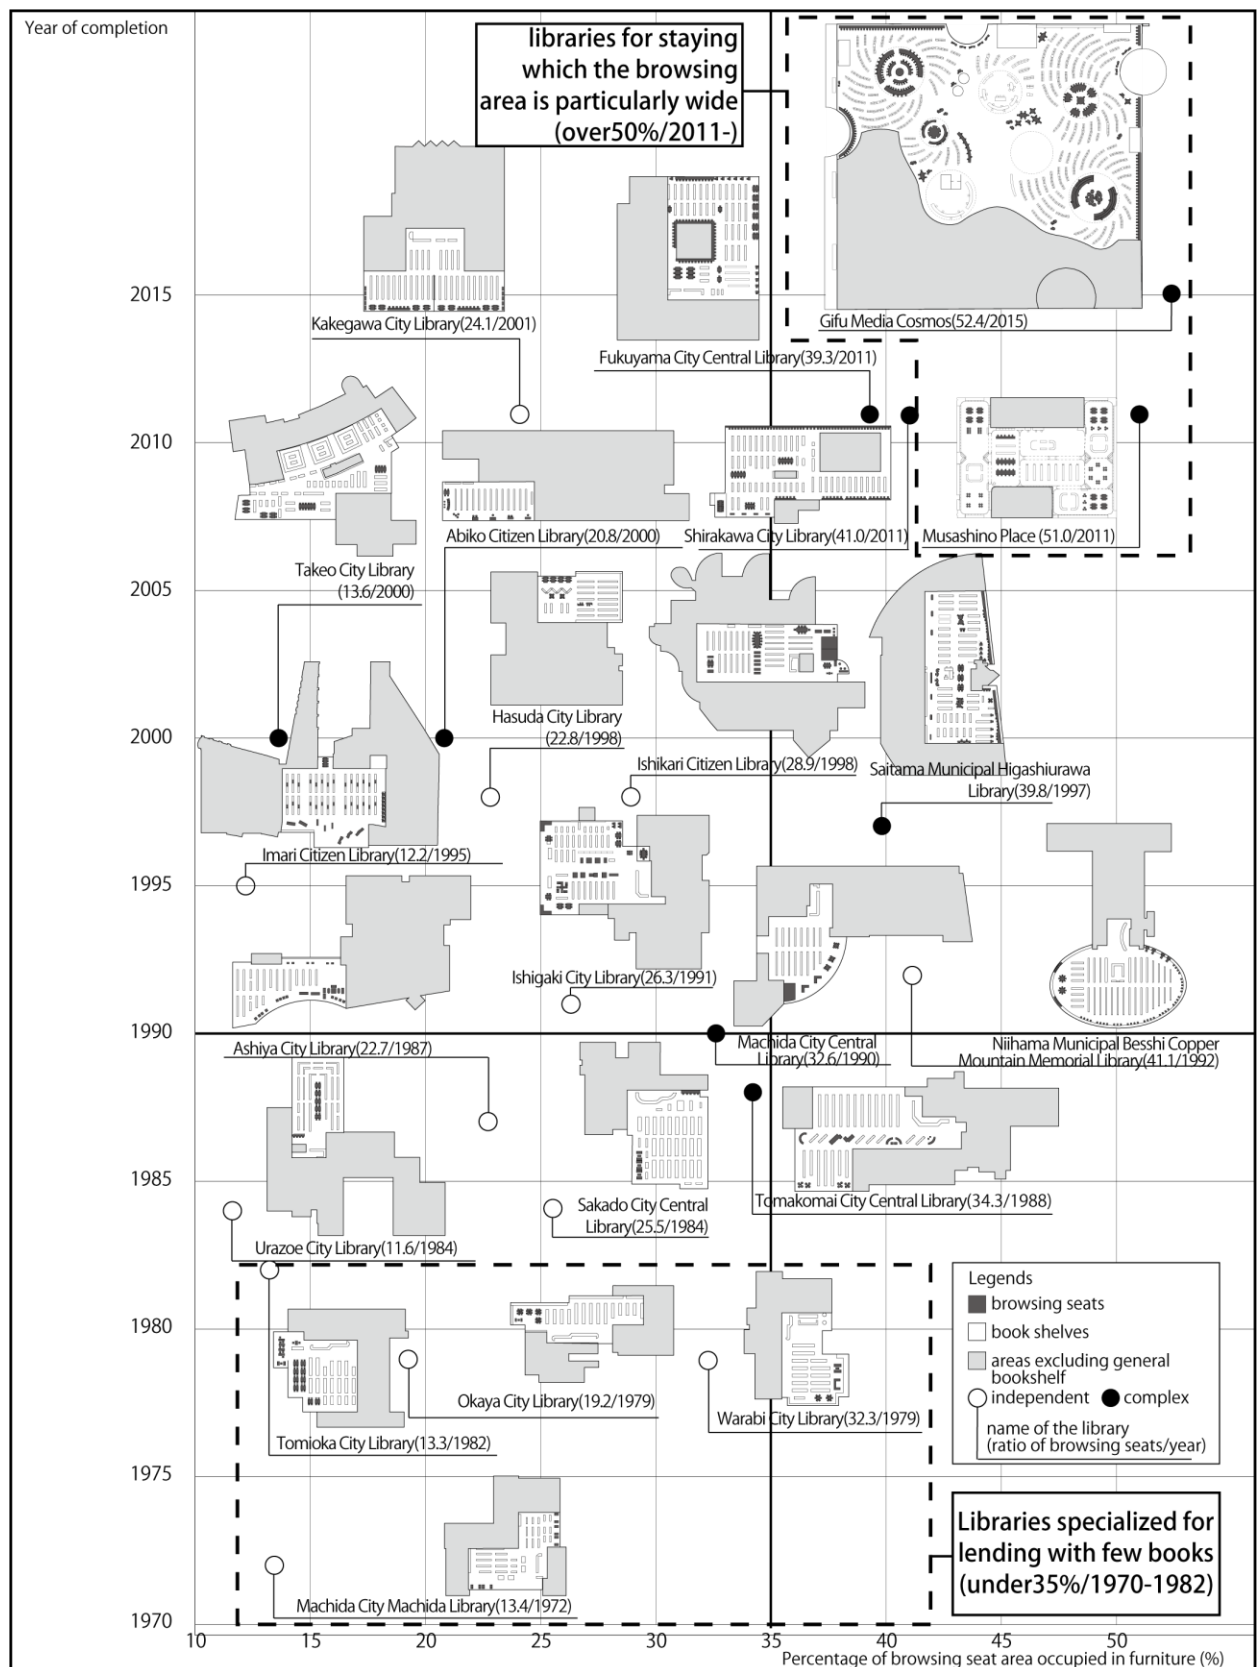 Year of completion
libraries for staying
which the browsing
area is particularly wide
(over50%/2011-)
2015
Kakegawa City Library(24.1/2001)
Fukuyama City Central Library(39.3/2011)
Gifu Media Cosmos(52.4/2015)
2010
Takeo City Library
(13.6/2000)
Abiko Citizen Library(20.8/2000)
Shirakawa City Library(41.0/2011)
Musashino Place (51.0/2011)
2005
Hasuda City Library
(22.8/1998)
Ishikari Citizen Library(28.9/1998)
Saitama Municipal Higashiurawa
Library(39.8/1997)
2000
Imari Citizen Library(12.2/1995)
1995
Ishigaki City Library(26.3/1991)
Machida City Central
Library(32.6/1990)
Niihama Municipal Besshi Copper
Mountain Memorial Library(41.1/1992)
1990
Ashiya City Library(22.7/1987)
1985
Urazoe City Library(11.6/1984)
Sakado City Central
Library(25.5/1984)
Tomakomai City Central Library(34.3/1988)
1980
Tomioka City Library(13.3/1982)
Okaya City Library(19.2/1979)
Warabi City Library(32.3/1979)
Legends
browsing seats
book shelves
areas excluding general
bookshelf
independent
complex
name of the library
(ratio of browsing seats/year)
1975
Machida City Machida Library(13.4/1972)
Libraries specialized for
lending with few books
(under35%/1970-1982)
1970
10 15 20 25 30 35 40 45 50
Percentage of browsing seat area occupied in furniture (%)